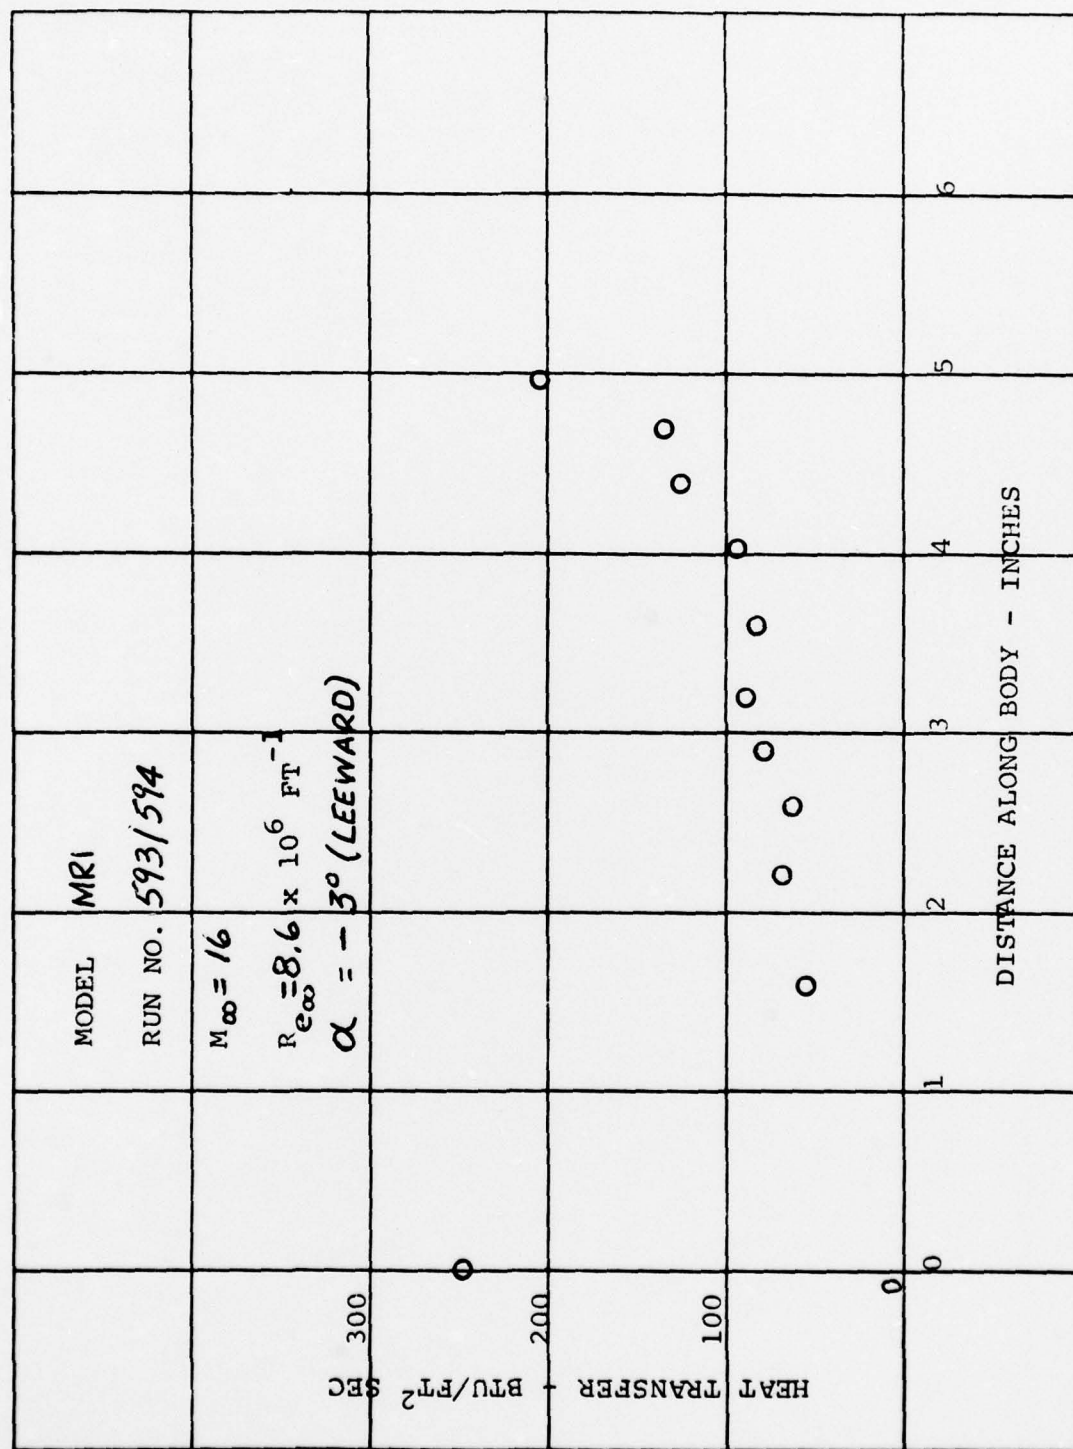 MODEL MRI
RUN NO. 593/594
M∞ = 16
Re∞ = 8.6 x 10⁶ FT⁻¹
α = - 3° (LEEWARD)
HEAT TRANSFER - BTU/FT² SEC
300
200
100
0
0 1 2 3 4 5 6
DISTANCE ALONG BODY - INCHES